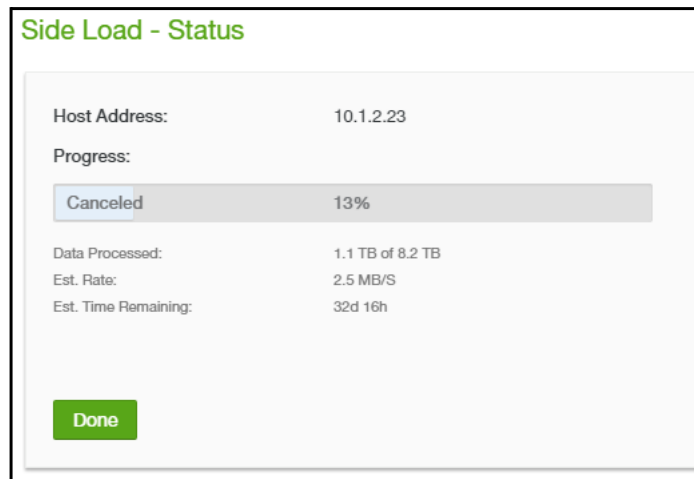 Side Load - Status
Host Address: 10.1.2.23
Progress:
Canceled 13%
Data Processed: 1.1 TB of 8.2 TB
Est. Rate: 2.5 MB/S
Est. Time Remaining: 32d 16h
Done